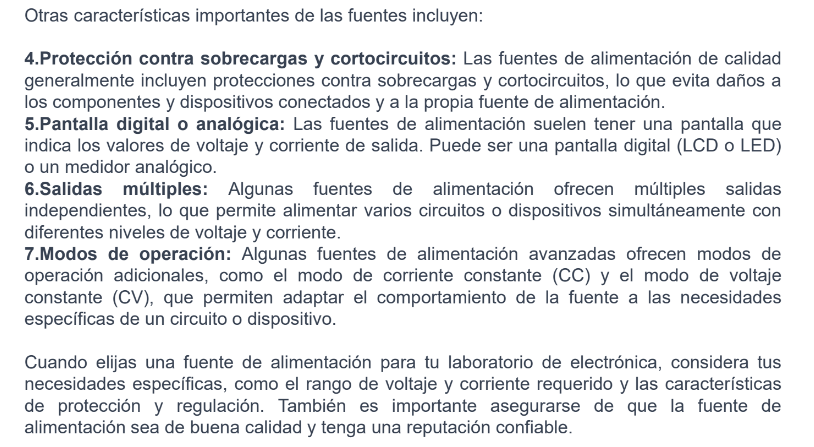 Otras características importantes de las fuentes incluyen:
4.Protección contra sobrecargas y cortocircuitos: Las fuentes de alimentación de calidad
generalmente incluyen protecciones contra sobrecargas y cortocircuitos, lo que evita daños a
los componentes y dispositivos conectados y a la propia fuente de alimentación.
5.Pantalla digital o analógica: Las fuentes de alimentación suelen tener una pantalla que
indica los valores de voltaje y corriente de salida. Puede ser una pantalla digital (LCD o LED)
o un medidor analógico.
6.Salidas múltiples: Algunas fuentes de alimentación ofrecen múltiples salidas
independientes, lo que permite alimentar varios circuitos o dispositivos simultáneamente con
diferentes niveles de voltaje y corriente.
7.Modos de operación: Algunas fuentes de alimentación avanzadas ofrecen modos de
operación adicionales, como el modo de corriente constante (CC) y el modo de voltaje
constante (CV), que permiten adaptar el comportamiento de la fuente a las necesidades
específicas de un circuito o dispositivo.
Cuando elijas una fuente de alimentación para tu laboratorio de electrónica, considera tus
necesidades específicas, como el rango de voltaje y corriente requerido y las características
de protección y regulación. También es importante asegurarse de que la fuente de
alimentación sea de buena calidad y tenga una reputación confiable.